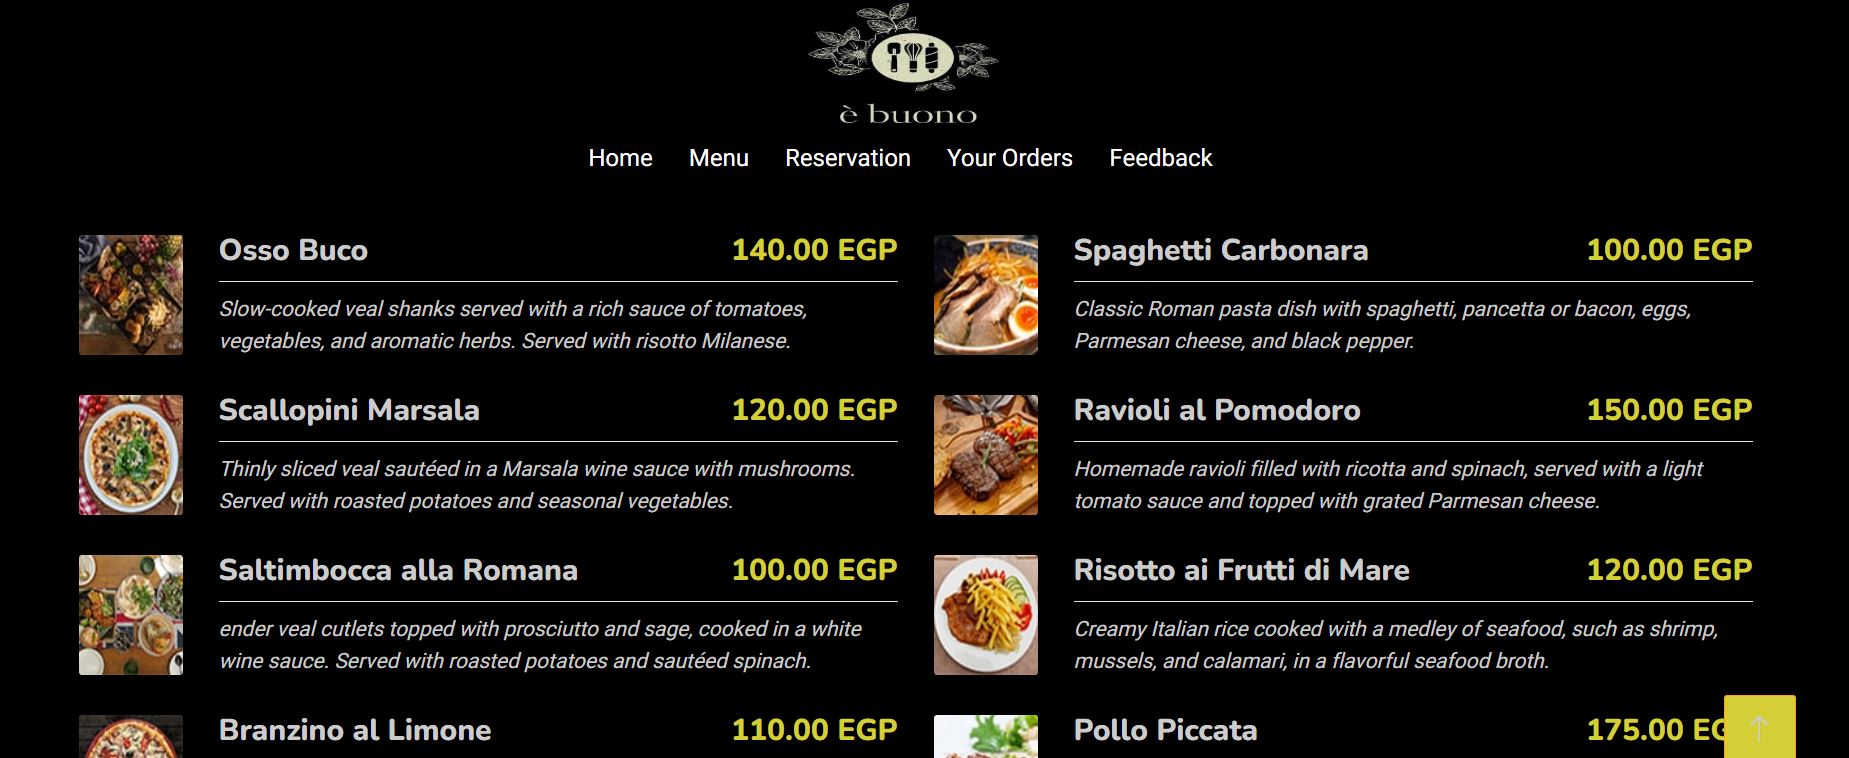 è buono
Home Menu Reservation Your Orders Feedback
Osso Buco 140.00 EGP
Slow-cooked veal shanks served with a rich sauce of tomatoes,
vegetables, and aromatic herbs. Served with risotto Milanese.
Spaghetti Carbonara 100.00 EGP
Classic Roman pasta dish with spaghetti, pancetta or bacon, eggs,
Parmesan cheese, and black pepper.
Scallopini Marsala 120.00 EGP
Thinly sliced veal sautéed in a Marsala wine sauce with mushrooms.
Served with roasted potatoes and seasonal vegetables.
Ravioli al Pomodoro 150.00 EGP
Homemade ravioli filled with ricotta and spinach, served with a light
tomato sauce and topped with grated Parmesan cheese.
Saltimbocca alla Romana 100.00 EGP
ender veal cutlets topped with prosciutto and sage, cooked in a white
wine sauce. Served with roasted potatoes and sautéed spinach.
Risotto ai Frutti di Mare 120.00 EGP
Creamy Italian rice cooked with a medley of seafood, such as shrimp,
mussels, and calamari, in a flavorful seafood broth.
Branzino al Limone 110.00 EGP
Pollo Piccata 175.00 EG